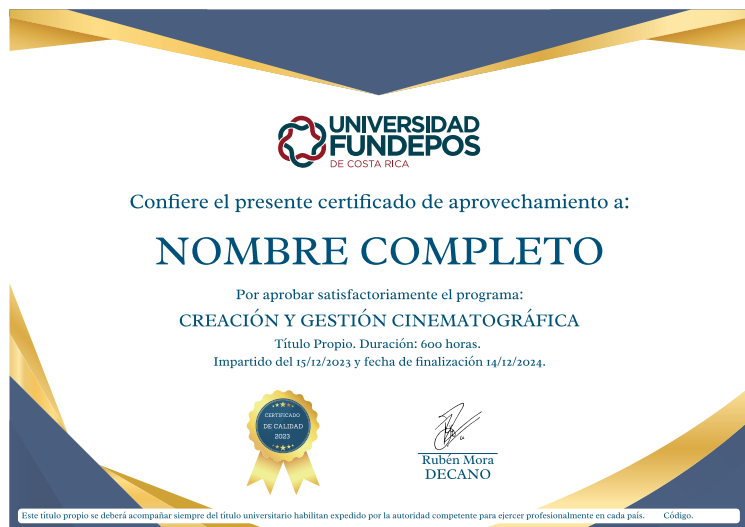 UNIVERSIDAD
FUNDEPOS
DE COSTA RICA
Confiere el presente certificado de aprovechamiento a:
NOMBRE COMPLETO
Por aprobar satisfactoriamente el programa:
CREACIÓN Y GESTIÓN CINEMATOGRÁFICA
Título Propio. Duración: 600 horas.
Impartido del 15/12/2023 y fecha de finalización 14/12/2024.
CERTIFICADO
DE CALIDAD
2023
Rubén Mora
DECANO
Este título propio se deberá acompañar siempre del título universitario habilitan expedido por la autoridad competente para ejercer profesionalmente en cada país. Código.